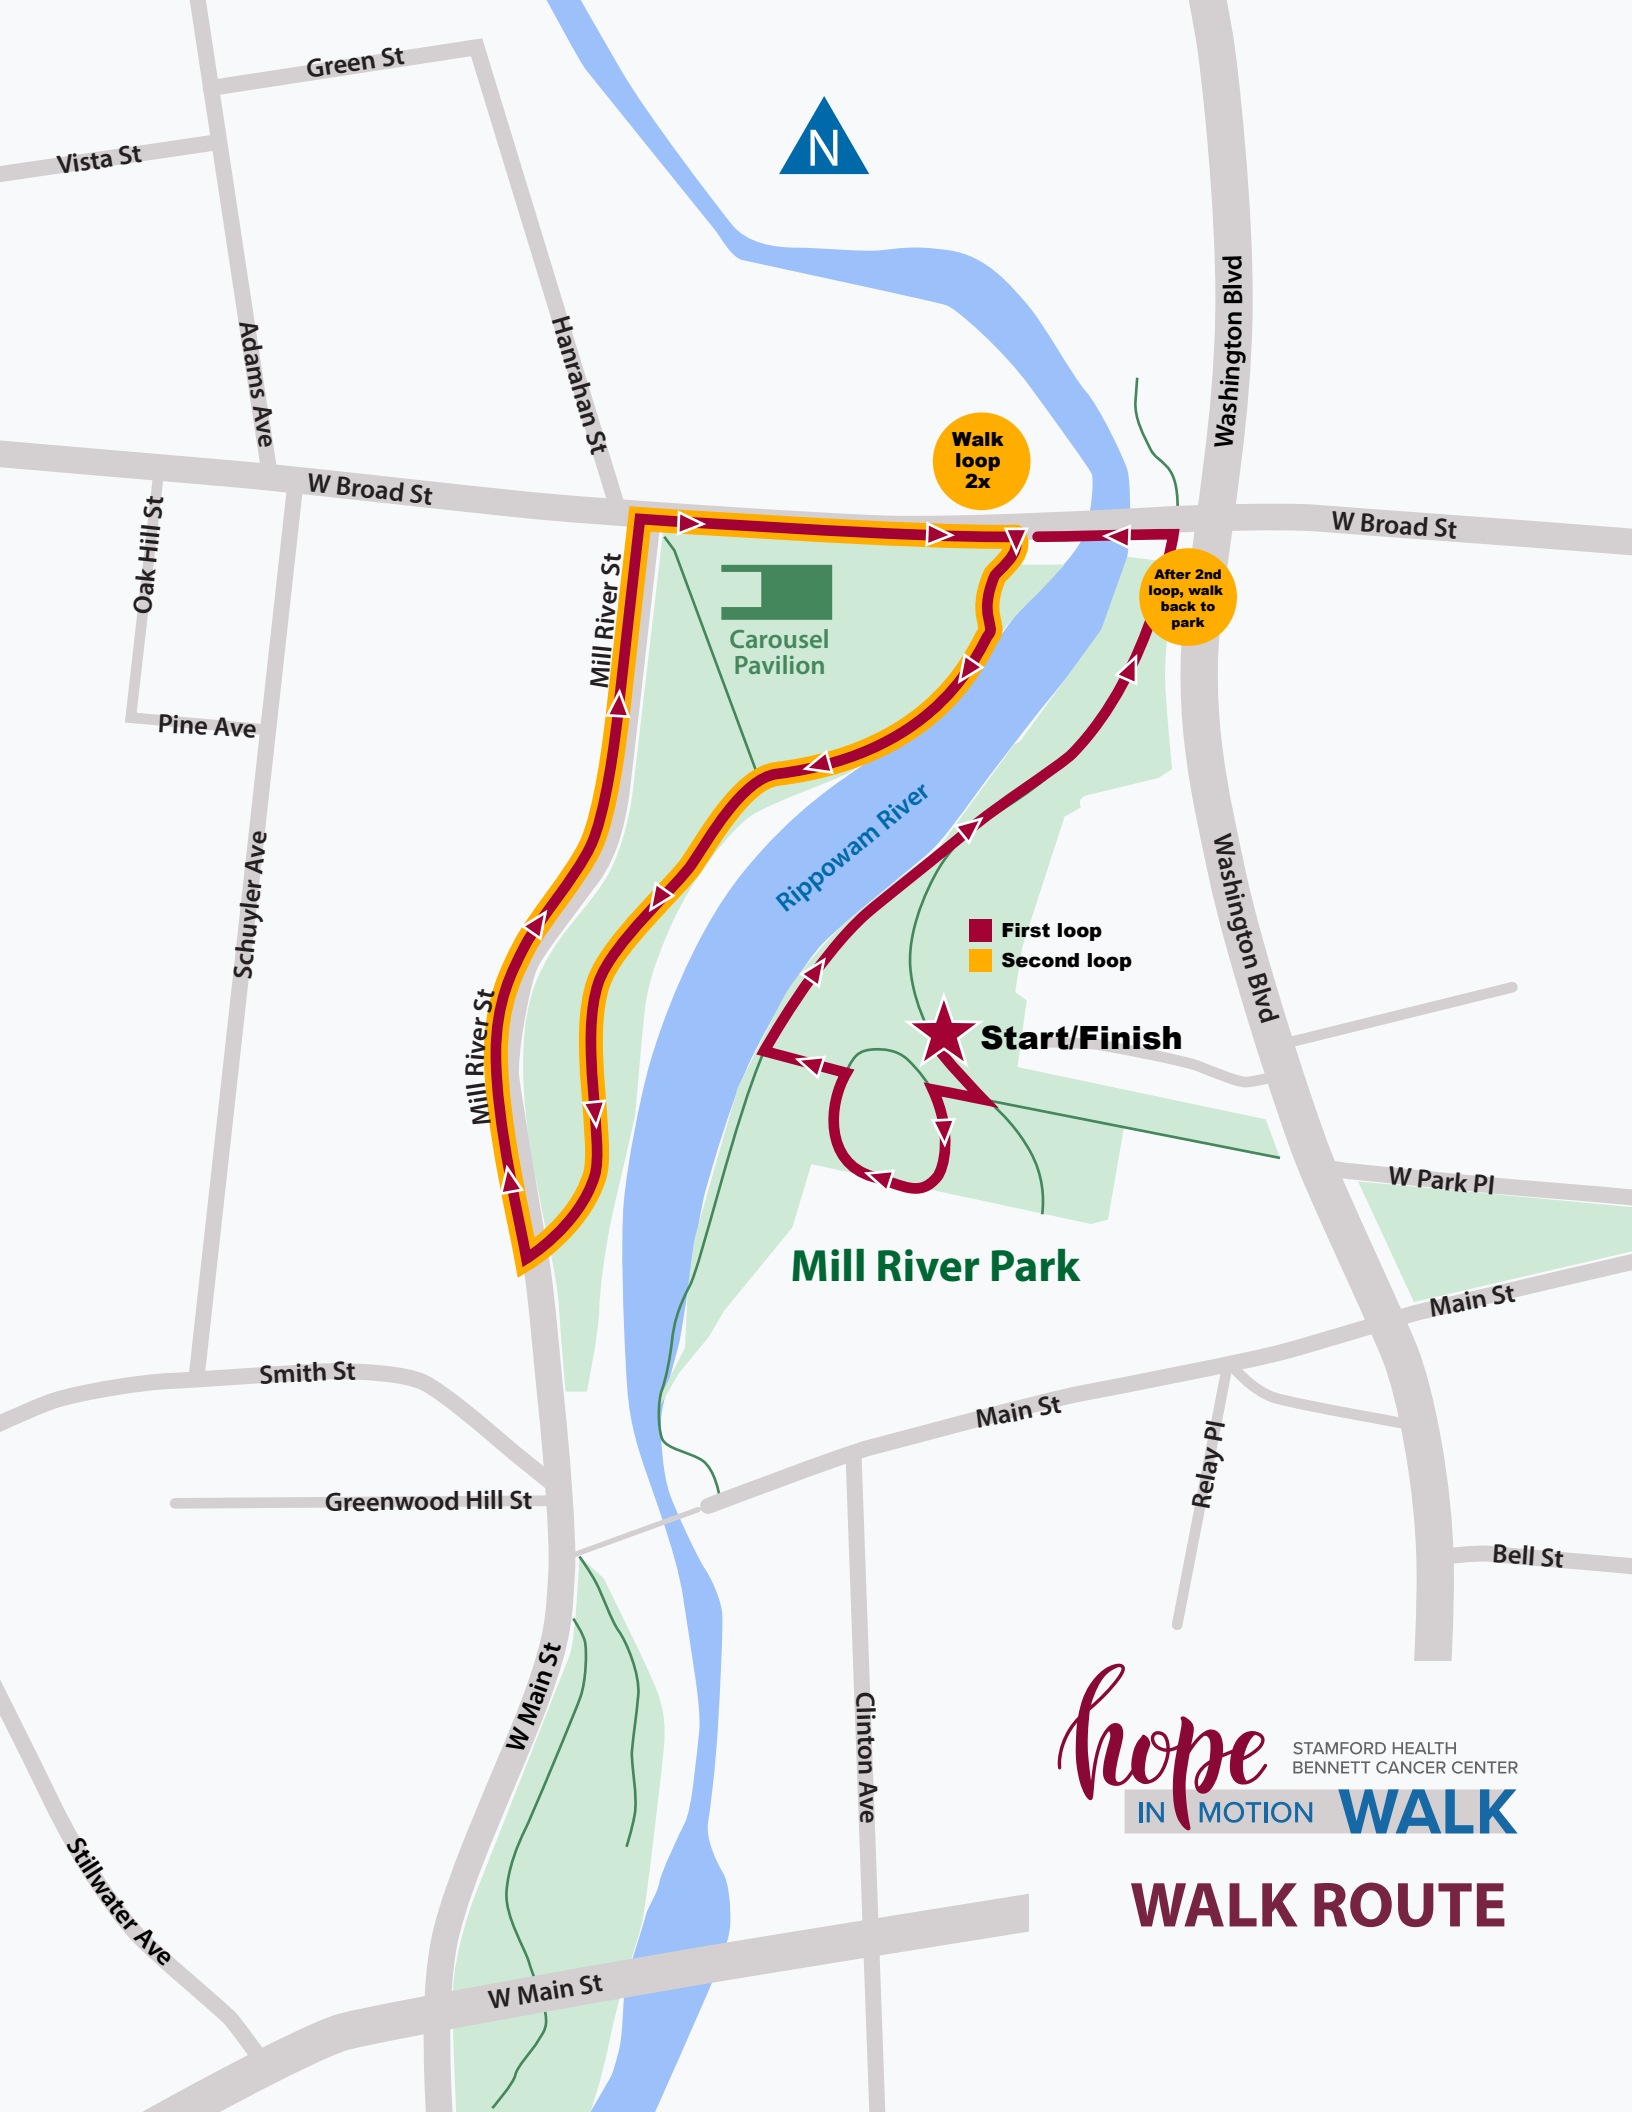 Green St
N
Vista St
Washington Blvd
Adams Ave
Hanrahan St
Walk
loop
2x
W Broad St
W Broad St
Oak Hill St
Mill River St
After 2nd
loop, walk
back to
park
Carousel
Pavilion
Pine Ave
Rippowam River
Schuyler Ave
Washington Blvd
First loop
Second loop
Start/Finish
Mill River St
W Park Pl
Mill River Park
Main St
Smith St
Main St
Relay Pl
Greenwood Hill St
Bell St
W Main St
Clinton Ave
hope
STAMFORD HEALTH
BENNETT CANCER CENTER
IN MOTION WALK
Stillwater Ave
WALK ROUTE
W Main St